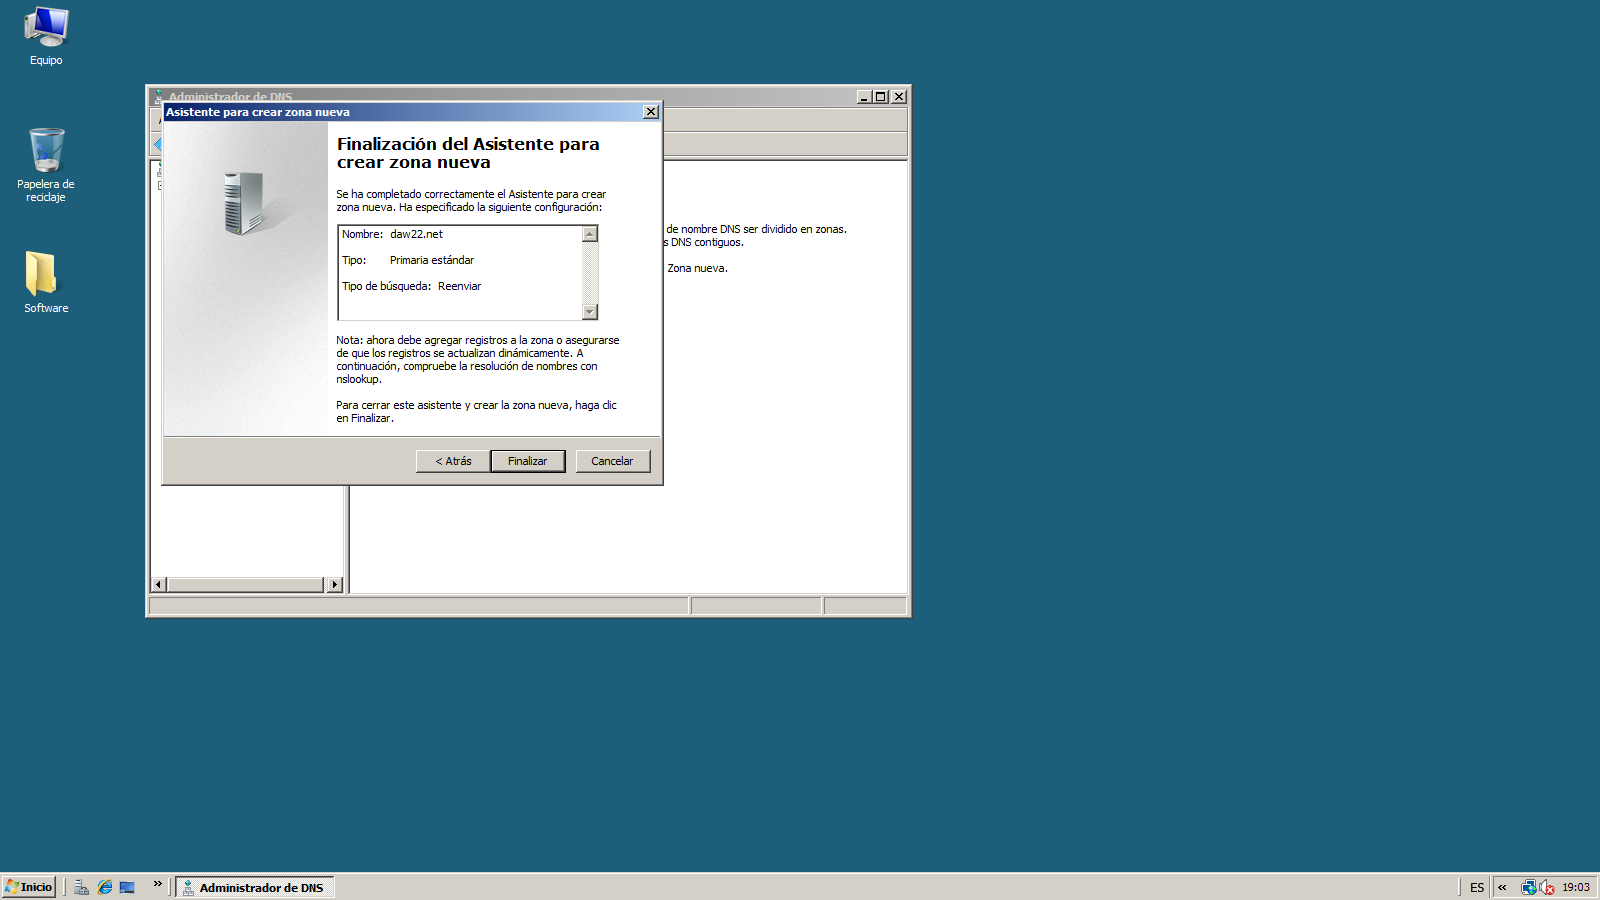 Equipo
Papelera de
reciclaje
Software
Administrador de DNS
Asistente para crear zona nueva
Finalización del Asistente para
crear zona nueva
Se ha completado correctamente el Asistente para crear
zona nueva. Ha especificado la siguiente configuración:
Nombre: daw22.net
Tipo: Primaria estándar
Tipo de búsqueda: Reenviar
Nota: ahora debe agregar registros a la zona o asegurarse
de que los registros se actualizan dinámicamente. A
continuación, compruebe la resolución de nombres con
nslookup.
Para cerrar este asistente y crear la zona nueva, haga clic
en Finalizar.
< Atrás
Finalizar
Cancelar
de nombre DNS ser dividido en zonas.
s DNS contiguos.
Zona nueva.
Inicio
»
Administrador de DNS
ES
«
19:03